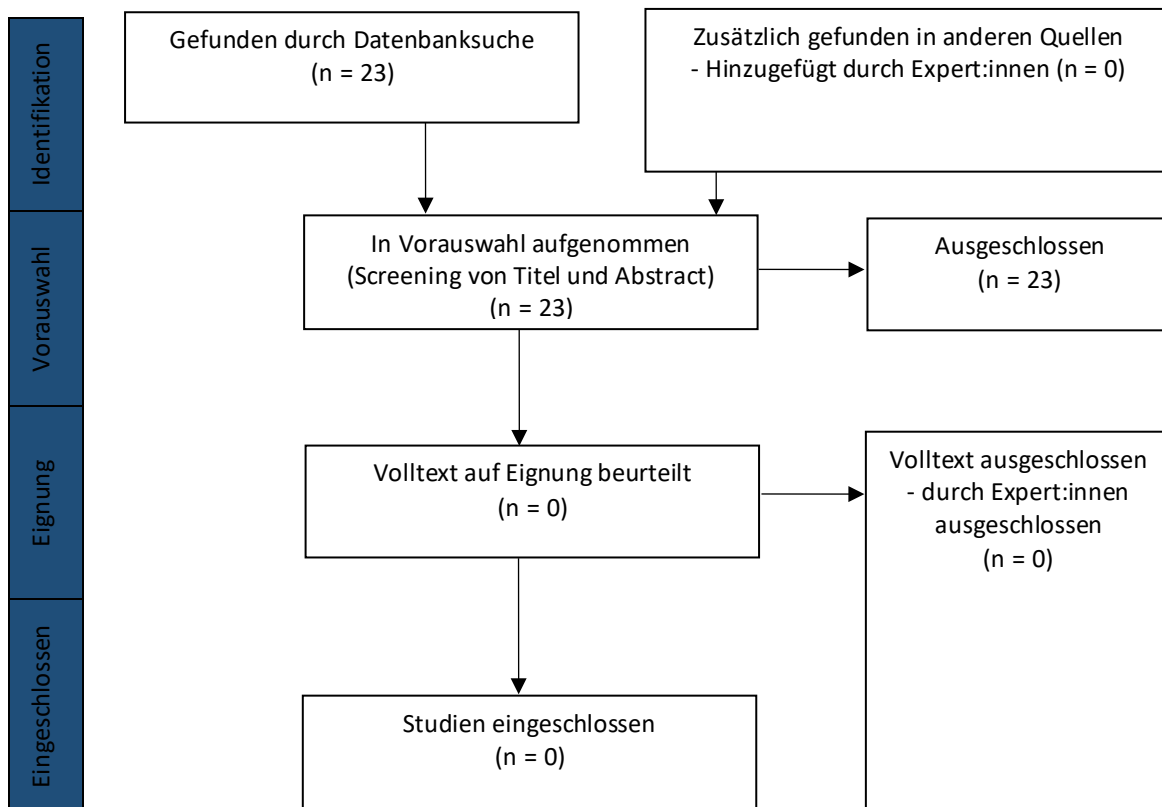 Identifikation
Gefunden durch Datenbanksuche
(n = 23)
Zusätzlich gefunden in anderen Quellen
- Hinzugefügt durch Expert:innen (n = 0)
Vorauswahl
In Vorauswahl aufgenommen
(Screening von Titel und Abstract)
(n = 23)
Ausgeschlossen
(n = 23)
Eignung
Volltext auf Eignung beurteilt
(n = 0)
Volltext ausgeschlossen
- durch Expert:innen
ausgeschlossen
(n = 0)
Eingeschlossen
Studien eingeschlossen
(n = 0)